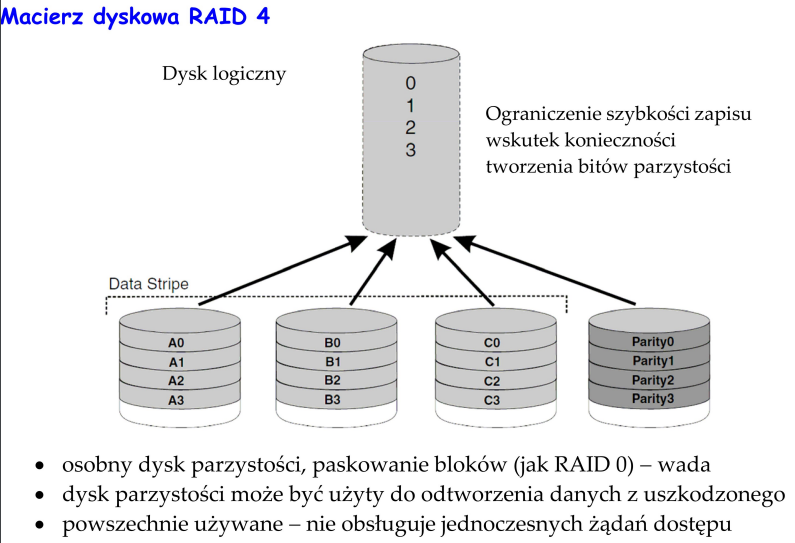 Macierz dyskowa RAID 4
Dysk logiczny
0
1
2
3
Ograniczenie szybkości zapisu
wskutek konieczności
tworzenia bitów parzystości
Data Stripe
A0 B0 C0 Parity0
A1 B1 C1 Parity1
A2 B2 C2 Parity2
A3 B3 C3 Parity3
• osobny dysk parzystości, paskowanie bloków (jak RAID 0) – wada
• dysk parzystości może być użyty do odtworzenia danych z uszkodzonego
• powszechnie używane – nie obsługuje jednoczesnych żądań dostępu